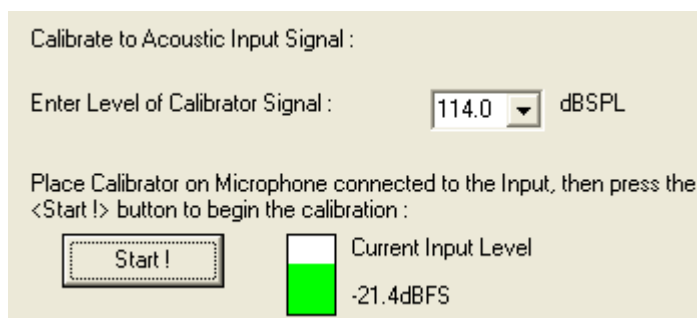 Calibrate to Acoustic Input Signal :
Enter Level of Calibrator Signal : 114.0 dBSPL
Place Calibrator on Microphone connected to the Input, then press the
<Start !> button to begin the calibration :
Start ! Current Input Level
-21.4dBFS